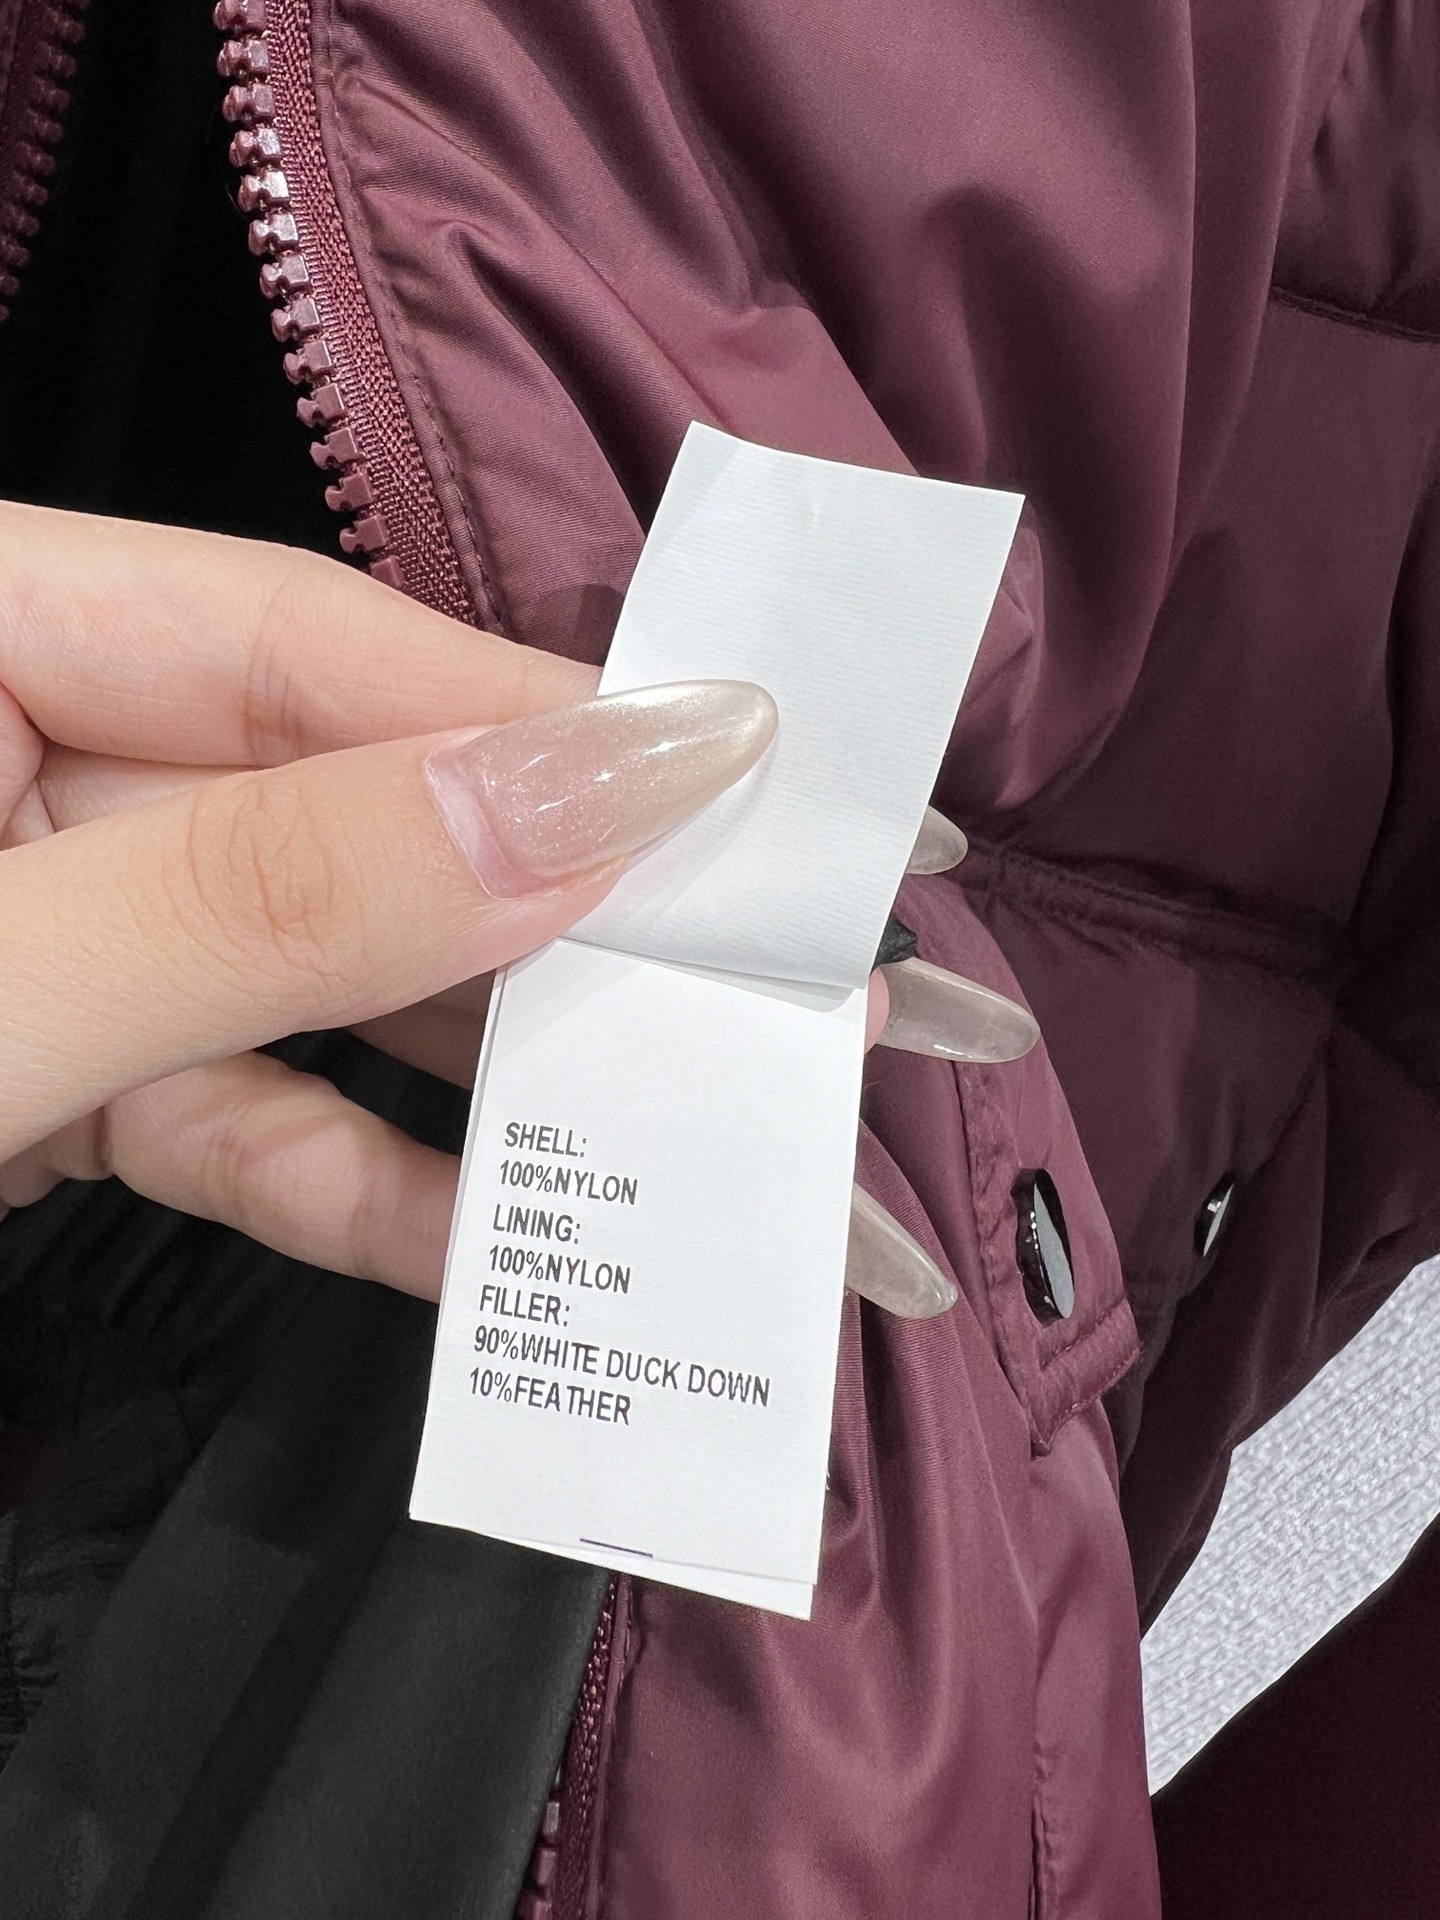 SHELL:
100%NYLON
LINING:
100%NYLON
FILLER:
90%WHITE DUCK DOWN
10%FEATHER